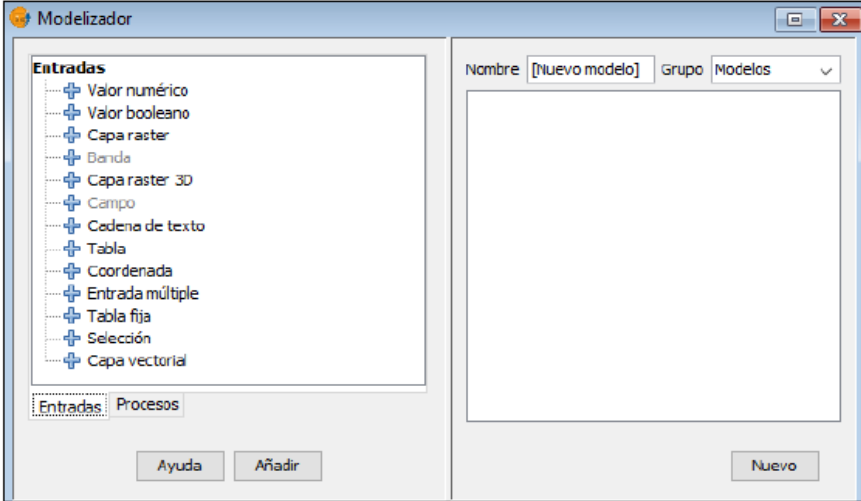 Modelizador
Entradas
Valor numérico
Valor booleano
Capa raster
Banda
Capa raster 3D
Campo
Cadena de texto
Tabla
Coordenada
Entrada múltiple
Tabla fija
Selección
Capa vectorial
Entradas Procesos
Ayuda Añadir
Nombre [Nuevo modelo] Grupo Modelos
Nuevo